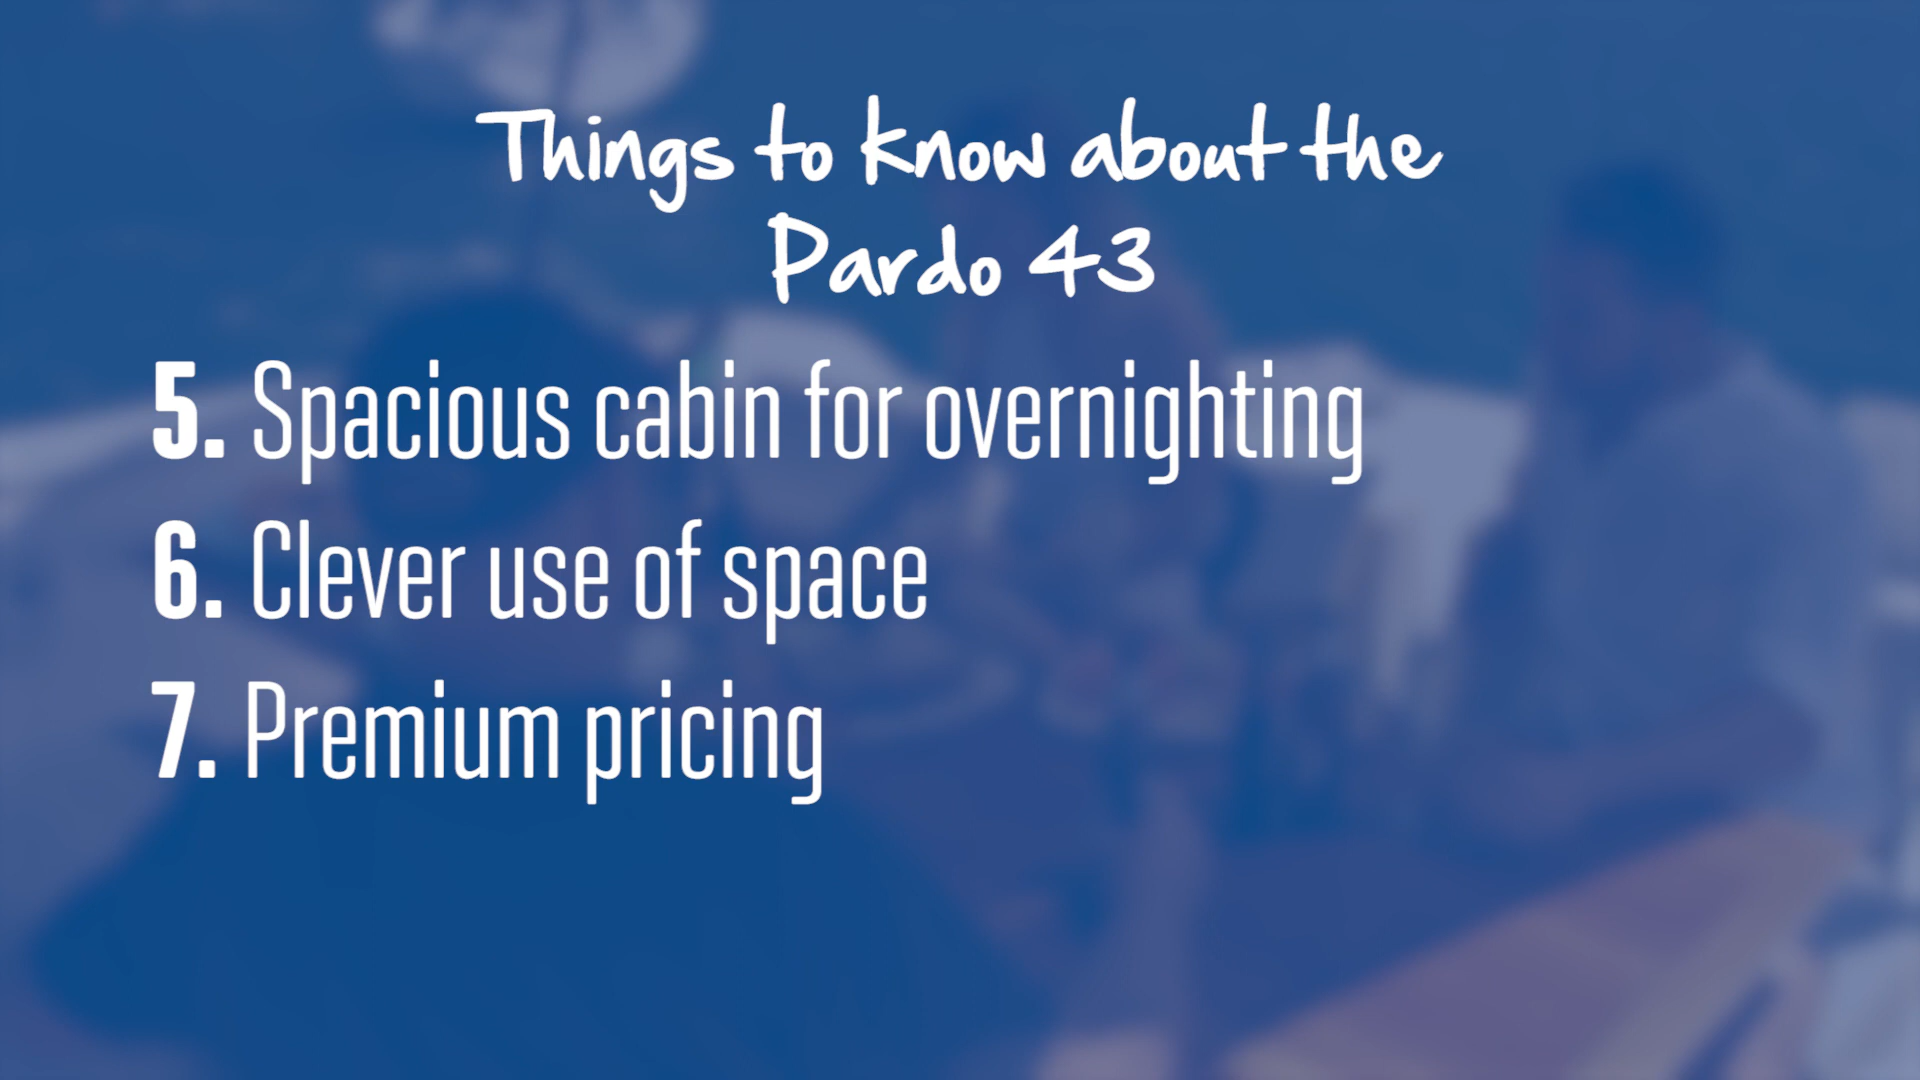 Things to know about the
Pardo 43
5. Spacious cabin for overnighting
6. Clever use of space
7. Premium pricing